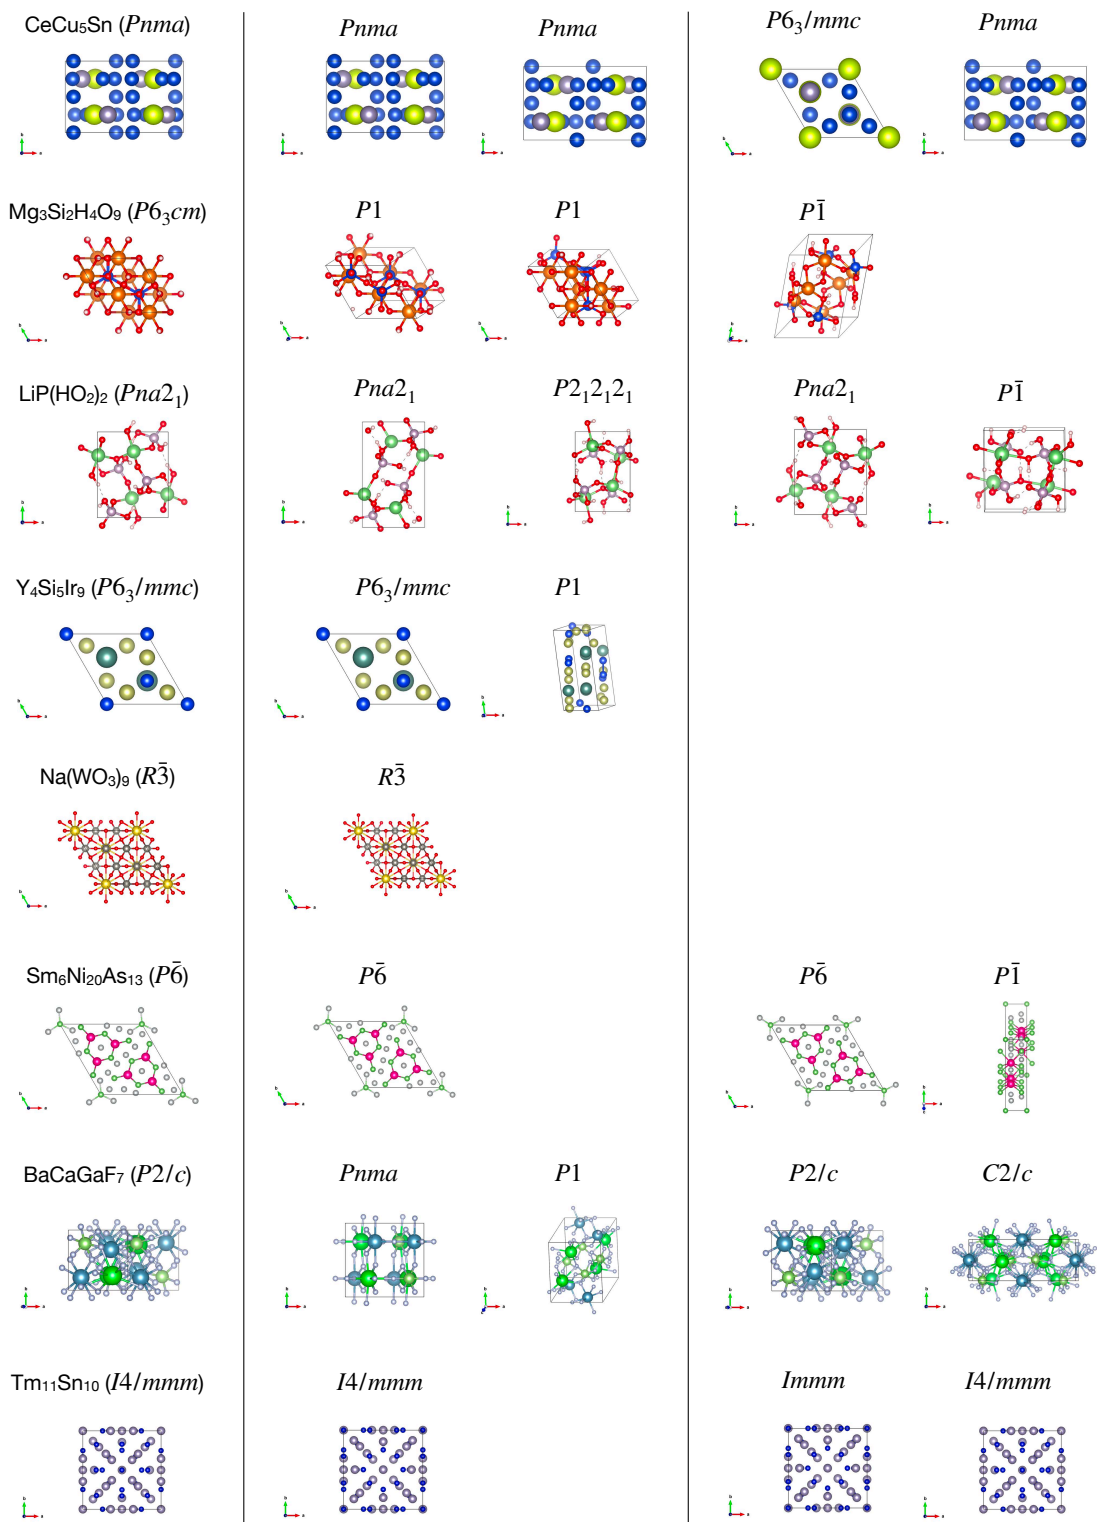 CeCu₅Sn (Pnma) Pnma Pnma P6₃/mmc Pnma
Mg₃Si₂H₄O₉ (P6₃cm) P1 P1 P1̄
LiP(HO₂)₂ (Pna2₁) Pna2₁ P2₁2₁2₁ Pna2₁ P1̄
Y₄Si₅Ir₉ (P6₃/mmc) P6₃/mmc P1
Na(WO₃)₉ (R3̄) R3̄
Sm₆Ni₂₀As₁₃ (P6̄) P6̄ P6̄ P1̄
BaCaGaF₇ (P2/c) Pnma P1 P2/c C2/c
Tm₁₁Sn₁₀ (I4/mmm) I4/mmm Immm I4/mmm